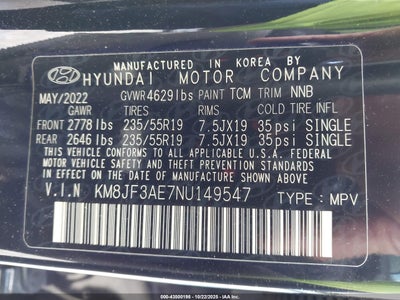 MANUFACTURED IN KOREA BY
HYUNDAI MOTOR COMPANY
MAY/2022 GVWR 4629lbs PAINT TCM TRIM NNB
GAWR TIRES RIMS COLD TIRE INFL
FRONT 2778 lbs 235/55R19 7.5JX19 35psi SINGLE
REAR 2646 lbs 235/55R19 7.5JX19 35psi SINGLE
THIS VEHICLE CONFORMS TO ALL APPLICABLE U.S. FEDERAL
MOTOR VEHICLE SAFETY AND THEFT PREVENTION STANDARDS
IN EFFECT ON THE DATE OF MANUFACTURE SHOWN ABOVE.
V.I.N KM8JF3AE7NU149547 TYPE : MPV
000-43500198 - 10/22/2025 - IAAI